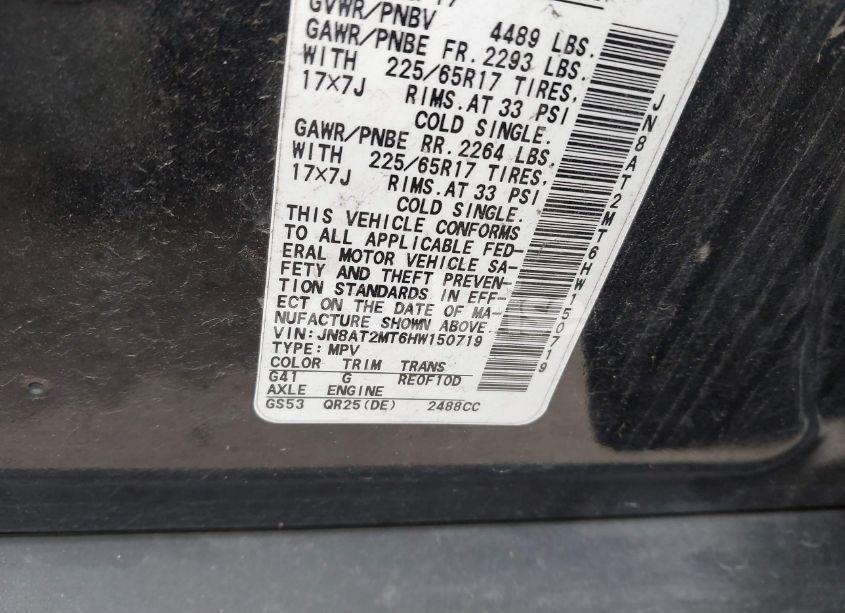 17
GVWR/PNBV 4489 LBS.
GAWR/PNBE FR. 2293 LBS.
WITH 225/65R17 TIRES,
17X7J RIMS.AT 33 PSI
COLD SINGLE.
GAWR/PNBE RR. 2264 LBS.
WITH 225/65R17 TIRES,
17X7J RIMS.AT 33 PSI
COLD SINGLE.
THIS VEHICLE CONFORMS
TO ALL APPLICABLE FED-
ERAL MOTOR VEHICLE SA-
FETY AND THEFT PREVEN-
TION STANDARDS IN EFF-
ECT ON THE DATE OF MA-
NUFACTURE SHOWN ABOVE.
VIN:JN8AT2MT6HW150719
TYPE:MPV
COLOR TRIM TRANS
G41 G RE0F10D
AXLE ENGINE
GS53 QR25(DE) 2488CC
JN8AT2MT6HW150719